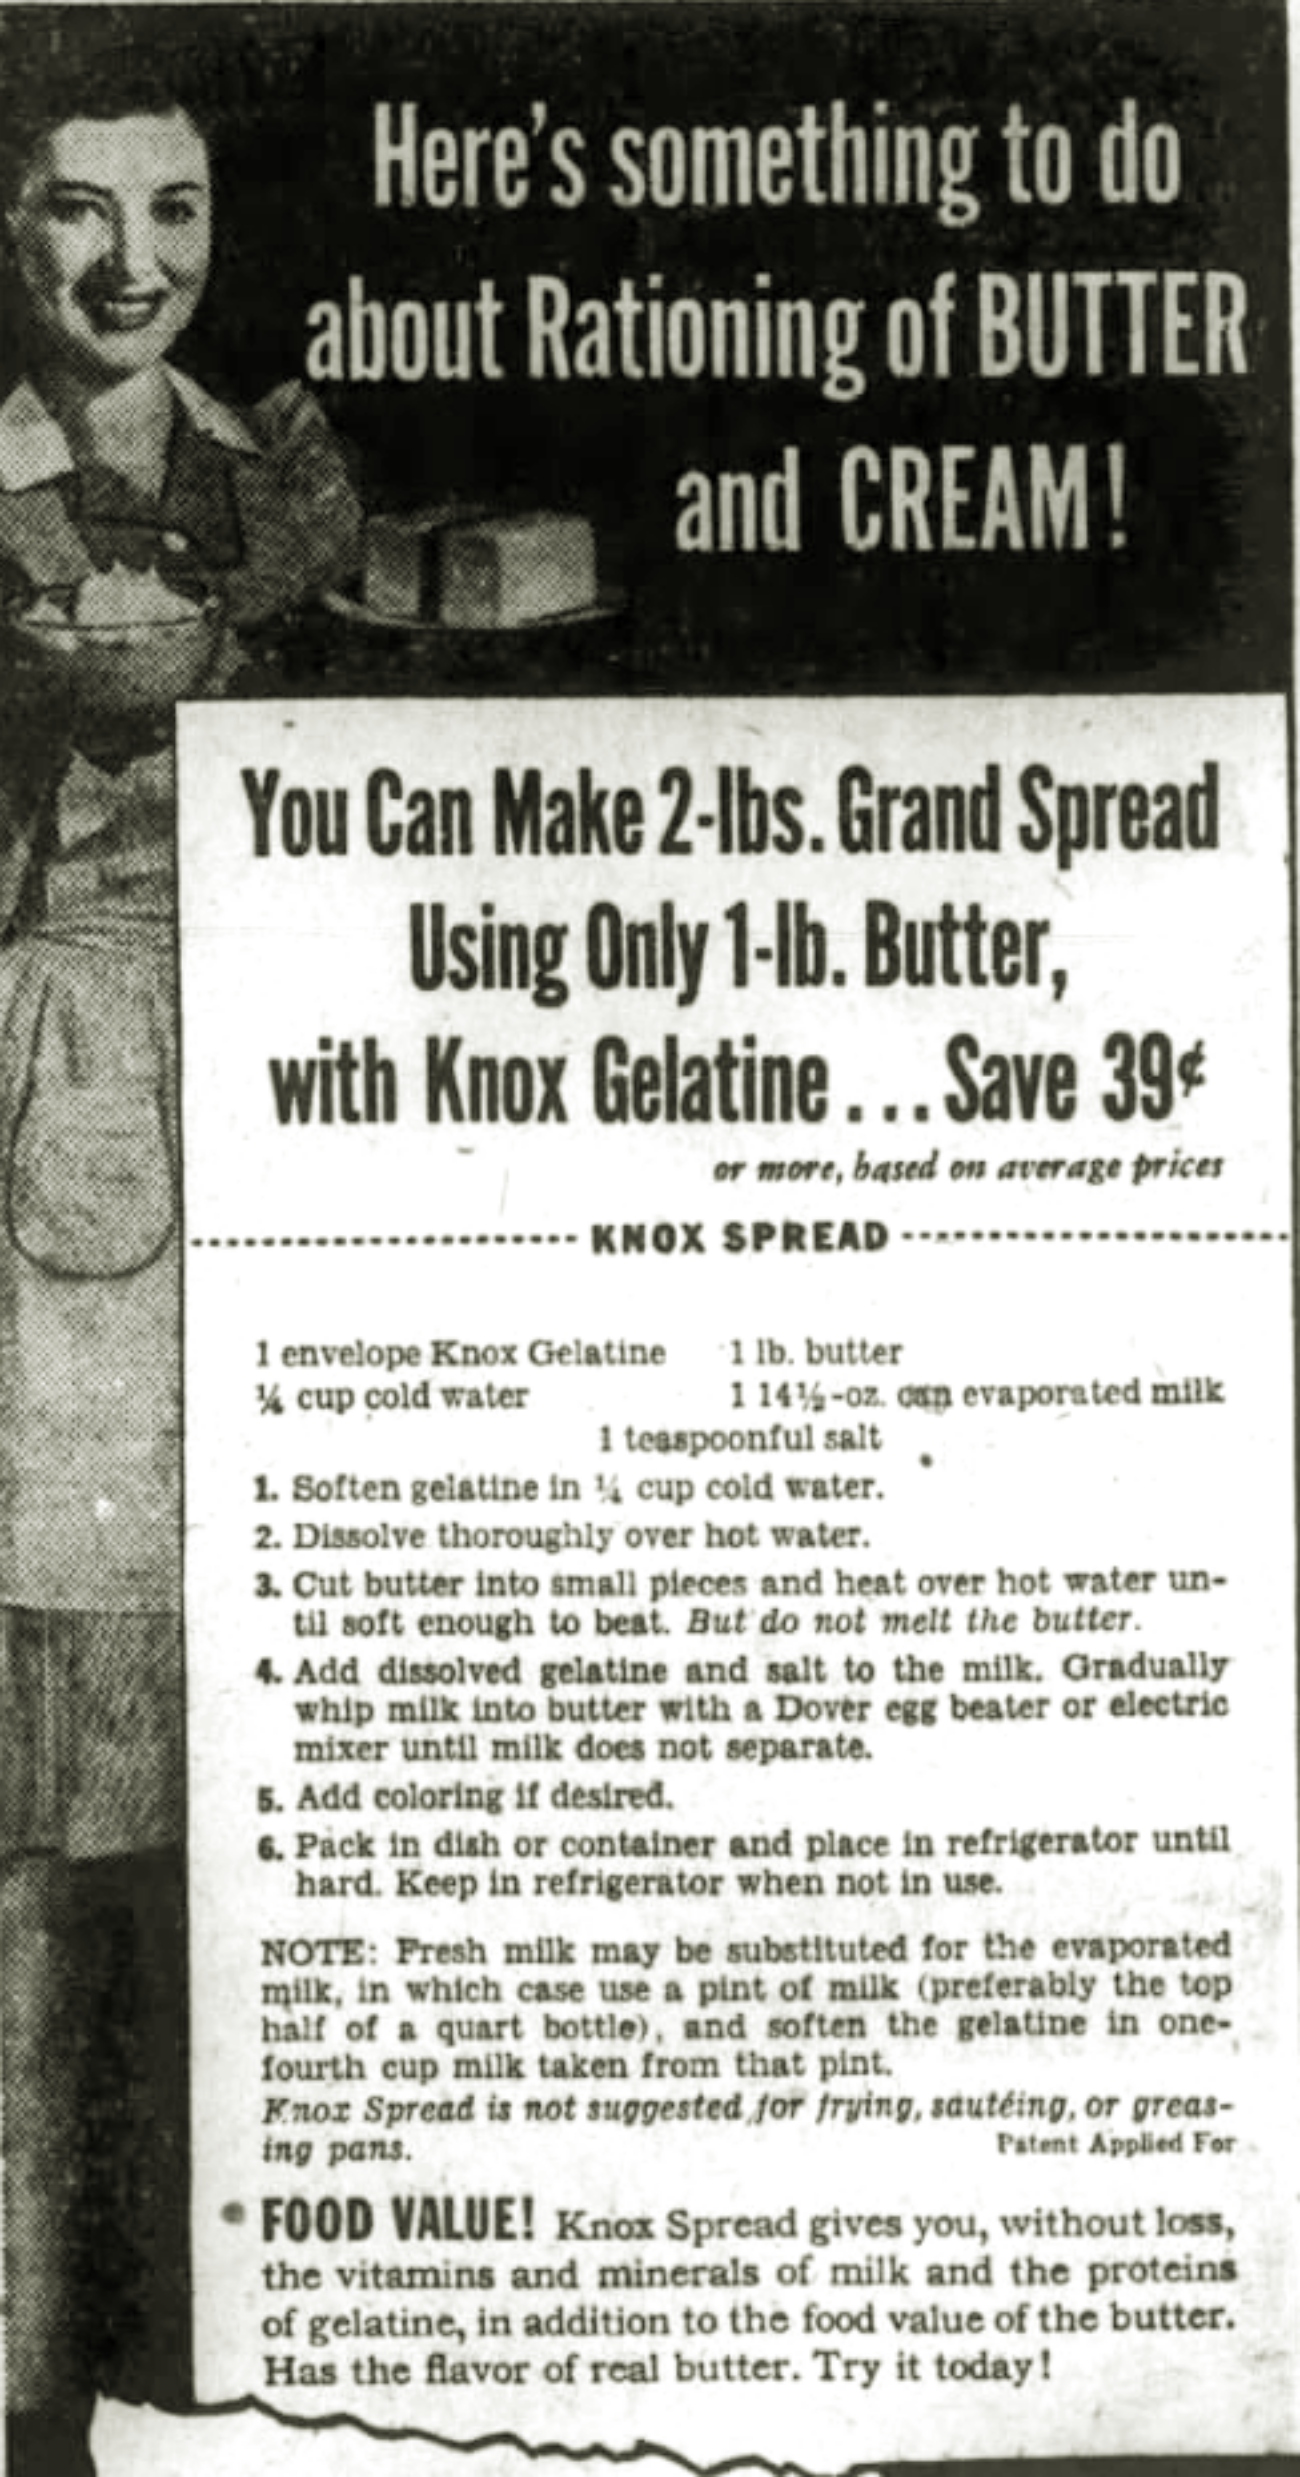 Here's something to do
about Rationing of BUTTER
and CREAM!
You Can Make 2-lbs. Grand Spread
Using Only 1-lb. Butter,
with Knox Gelatine . . . Save 39¢
or more, based on average prices
KNOX SPREAD
1 envelope Knox Gelatine 1 lb. butter
¼ cup cold water 1 14½-oz. can evaporated milk
1 teaspoonful salt
1. Soften gelatine in ¼ cup cold water.
2. Dissolve thoroughly over hot water.
3. Cut butter into small pieces and heat over hot water un-
til soft enough to beat. But do not melt the butter.
4. Add dissolved gelatine and salt to the milk. Gradually
whip milk into butter with a Dover egg beater or electric
mixer until milk does not separate.
5. Add coloring if desired.
6. Pack in dish or container and place in refrigerator until
hard. Keep in refrigerator when not in use.
NOTE: Fresh milk may be substituted for the evaporated
milk, in which case use a pint of milk (preferably the top
half of a quart bottle), and soften the gelatine in one-
fourth cup milk taken from that pint.
Knox Spread is not suggested for frying, sautéing, or greas-
ing pans. Patent Applied For
FOOD VALUE! Knox Spread gives you, without loss,
the vitamins and minerals of milk and the proteins
of gelatine, in addition to the food value of the butter.
Has the flavor of real butter. Try it today!